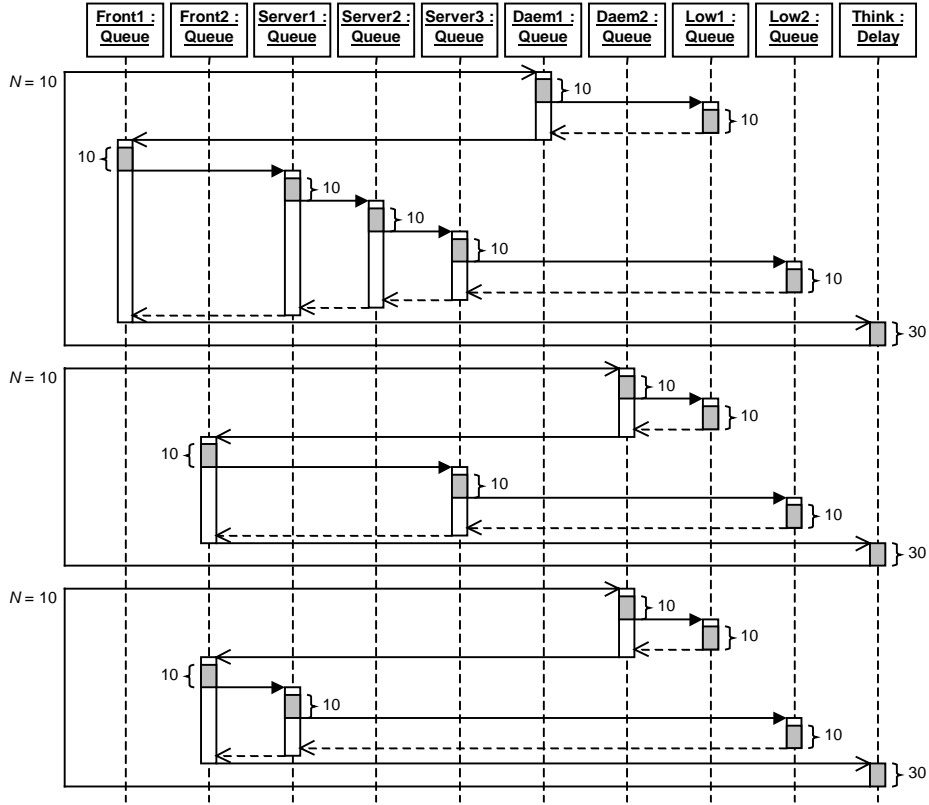 Front1 : Queue
Front2 : Queue
Server1 : Queue
Server2 : Queue
Server3 : Queue
Daem1 : Queue
Daem2 : Queue
Low1 : Queue
Low2 : Queue
Think : Delay
N = 10
10
10
10
10
10
10
10
30
N = 10
10
10
10
10
10
30
N = 10
10
10
10
10
10
30